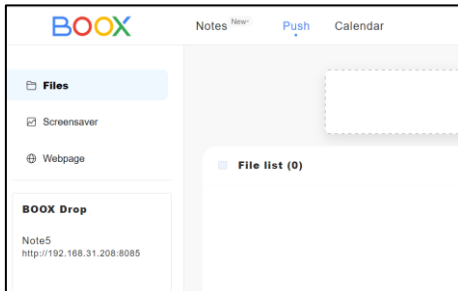 BOOX
Notes New+ Push Calendar
Files
Screensaver
Webpage
File list (0)
BOOX Drop
Note5
http://192.168.31.208:8085